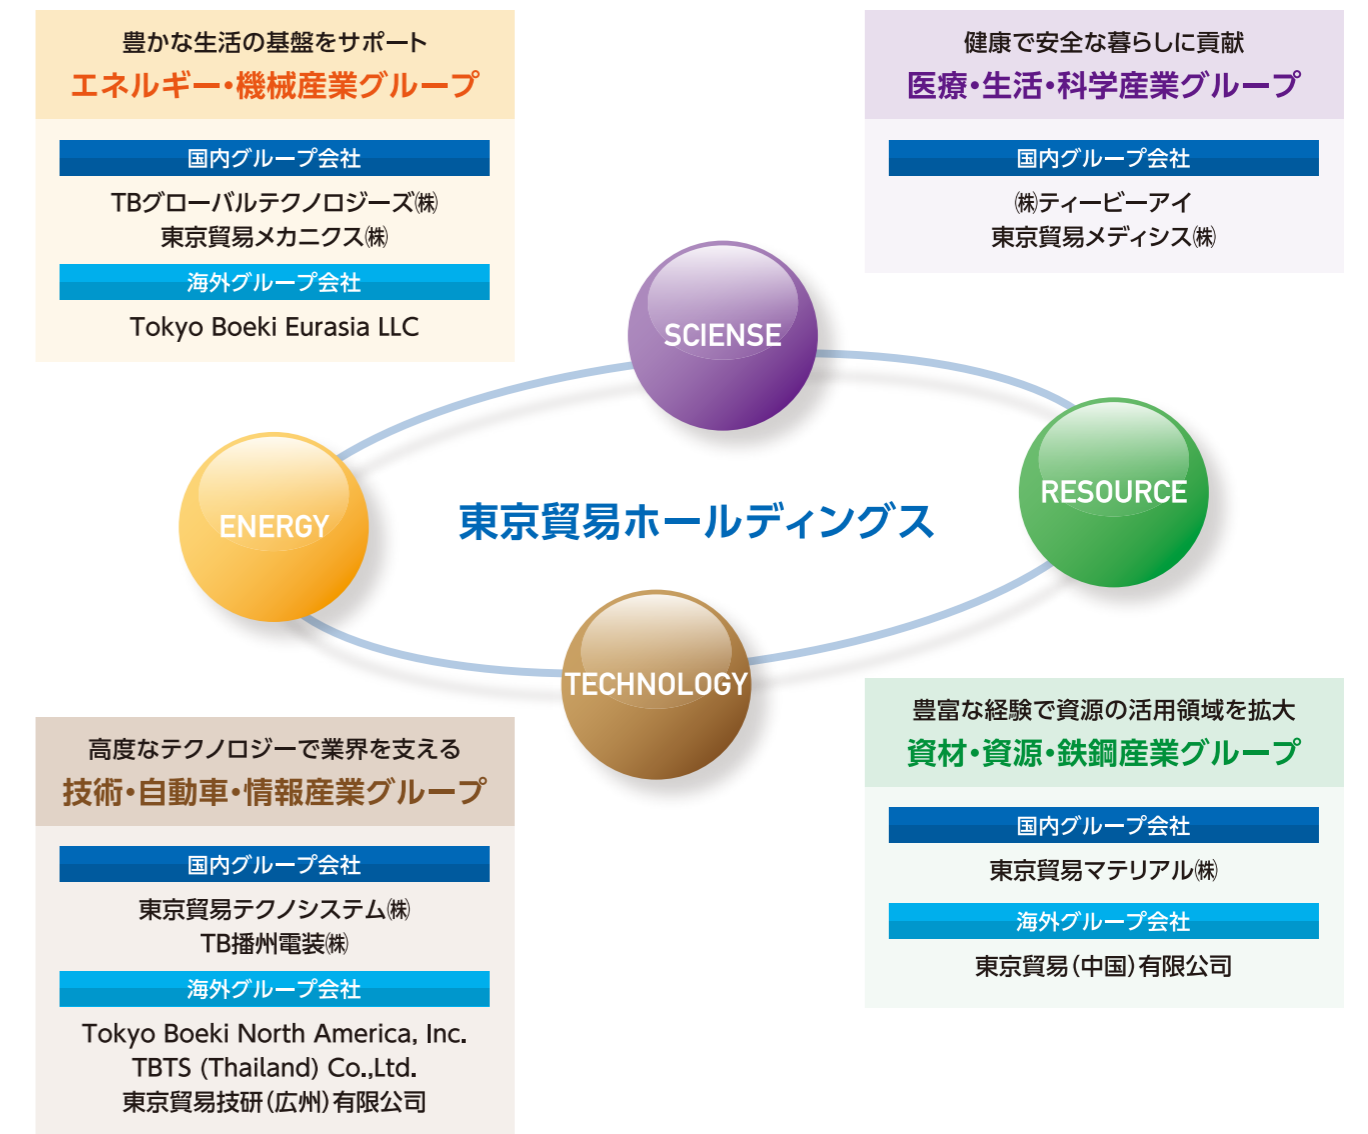 豊かな生活の基盤をサポート
エネルギー・機械産業グループ
国内グループ会社
TBグローバルテクノロジーズ㈱
東京貿易メカニクス㈱
海外グループ会社
Tokyo Boeki Eurasia LLC
健康で安全な暮らしに貢献
医療・生活・科学産業グループ
国内グループ会社
㈱ティービーアイ
東京貿易メディシス㈱
SCIENSE
RESOURCE
ENERGY
東京貿易ホールディングス
TECHNOLOGY
高度なテクノロジーで業界を支える
技術・自動車・情報産業グループ
国内グループ会社
東京貿易テクノシステム㈱
TB播州電装㈱
海外グループ会社
Tokyo Boeki North America, Inc.
TBTS (Thailand) Co.,Ltd.
東京貿易技研（広州）有限公司
豊富な経験で資源の活用領域を拡大
資材・資源・鉄鋼産業グループ
国内グループ会社
東京貿易マテリアル㈱
海外グループ会社
東京貿易（中国）有限公司